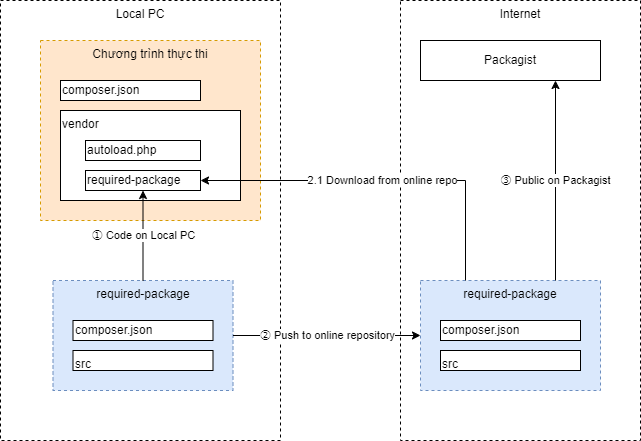 Local PC
Chương trình thực thi
composer.json
vendor
autoload.php
required-package
① Code on Local PC
required-package
composer.json
src
2.1 Download from online repo
② Push to online repository
Internet
Packagist
③ Public on Packagist
required-package
composer.json
src